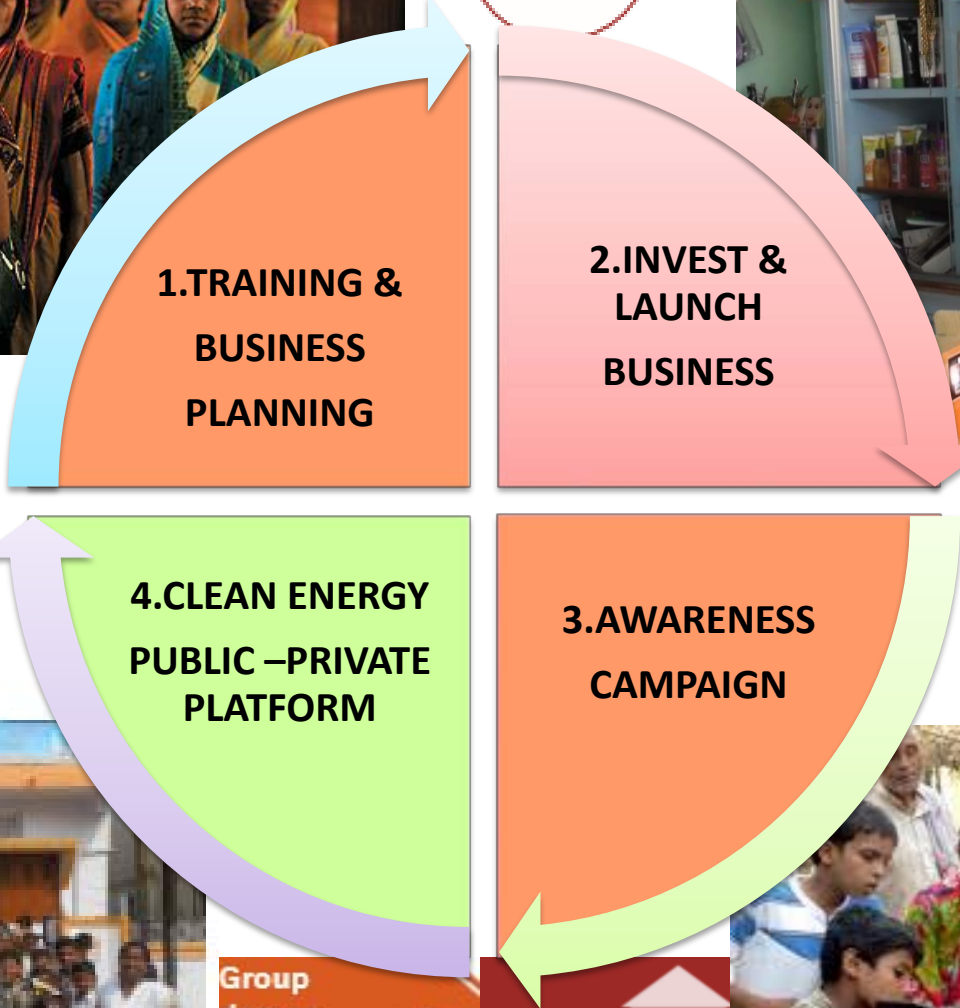 1.TRAINING &
BUSINESS
PLANNING
2.INVEST &
LAUNCH
BUSINESS
4.CLEAN ENERGY
PUBLIC –PRIVATE
PLATFORM
3.AWARENESS
CAMPAIGN
Group